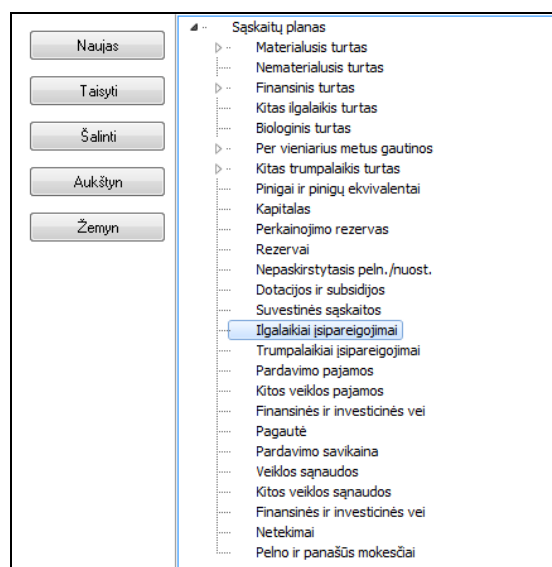 Naujas
Taisyti
Šalinti
Aukštyn
Žemyn
Sąskaitų planas
Materialusis turtas
Nematerialusis turtas
Finansinis turtas
Kitas ilgalaikis turtas
Biologinis turtas
Per vieniarius metus gautinos
Kitas trumpalaikis turtas
Pinigai ir pinigų ekvivalentai
Kapitalas
Perkainojimo rezervas
Rezervai
Nepaskirstytasis peln./nuost.
Dotacijos ir subsidijos
Suvestinės sąskaitos
Ilgalaikiai įsipareigojimai
Trumpalaikiai įsipareigojimai
Pardavimo pajamos
Kitos veiklos pajamos
Finansinės ir investicinės vei
Pagautė
Pardavimo savikaina
Veiklos sąnaudos
Kitos veiklos sąnaudos
Finansinės ir investicinės vei
Netekimai
Pelno ir panašūs mokesčiai